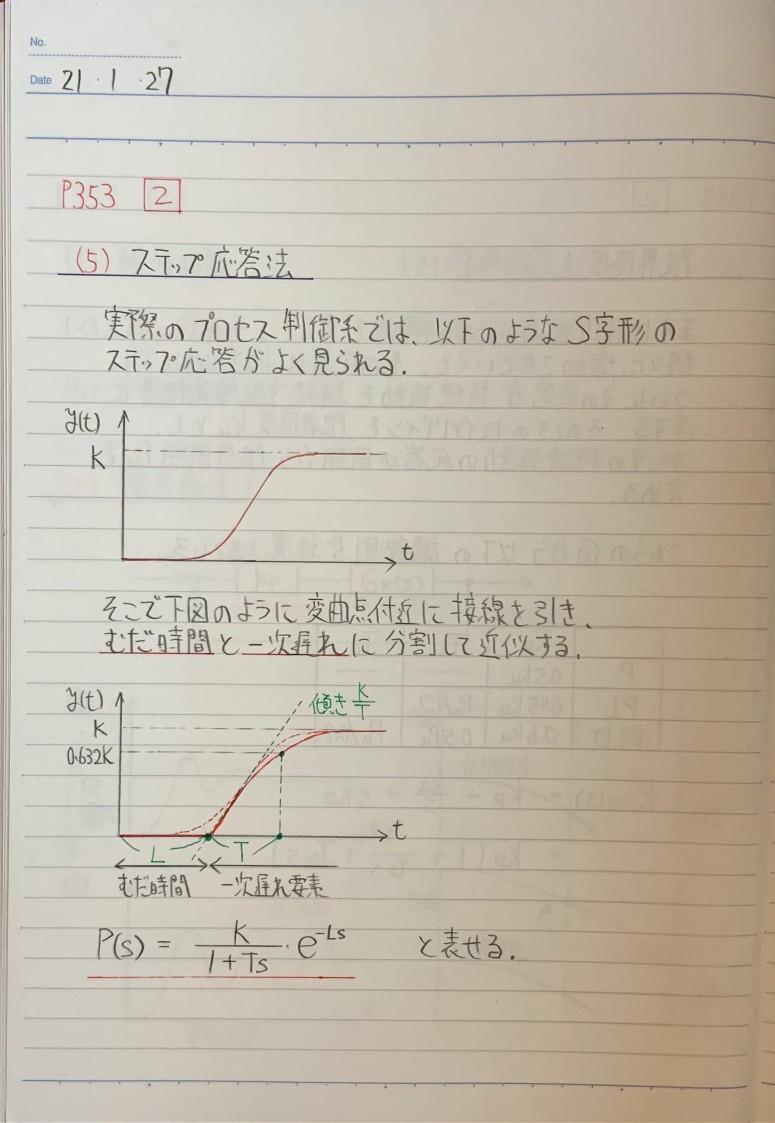 No.
Date 21・1・27
P353 2
(5) ステップ応答法
実際のプロセス制御系では、以下のようなS字形の
ステップ応答がよく見られる.
y(t)
K
t
そこで下図のように変曲点付近に接線を引き、
むだ時間と一次遅れに分割して近似する.
y(t)
傾き K/T
K
0.632K
t
L T
むだ時間 一次遅れ要素
P(s) = K/(1+Ts)・e^{-Ls} と表せる.